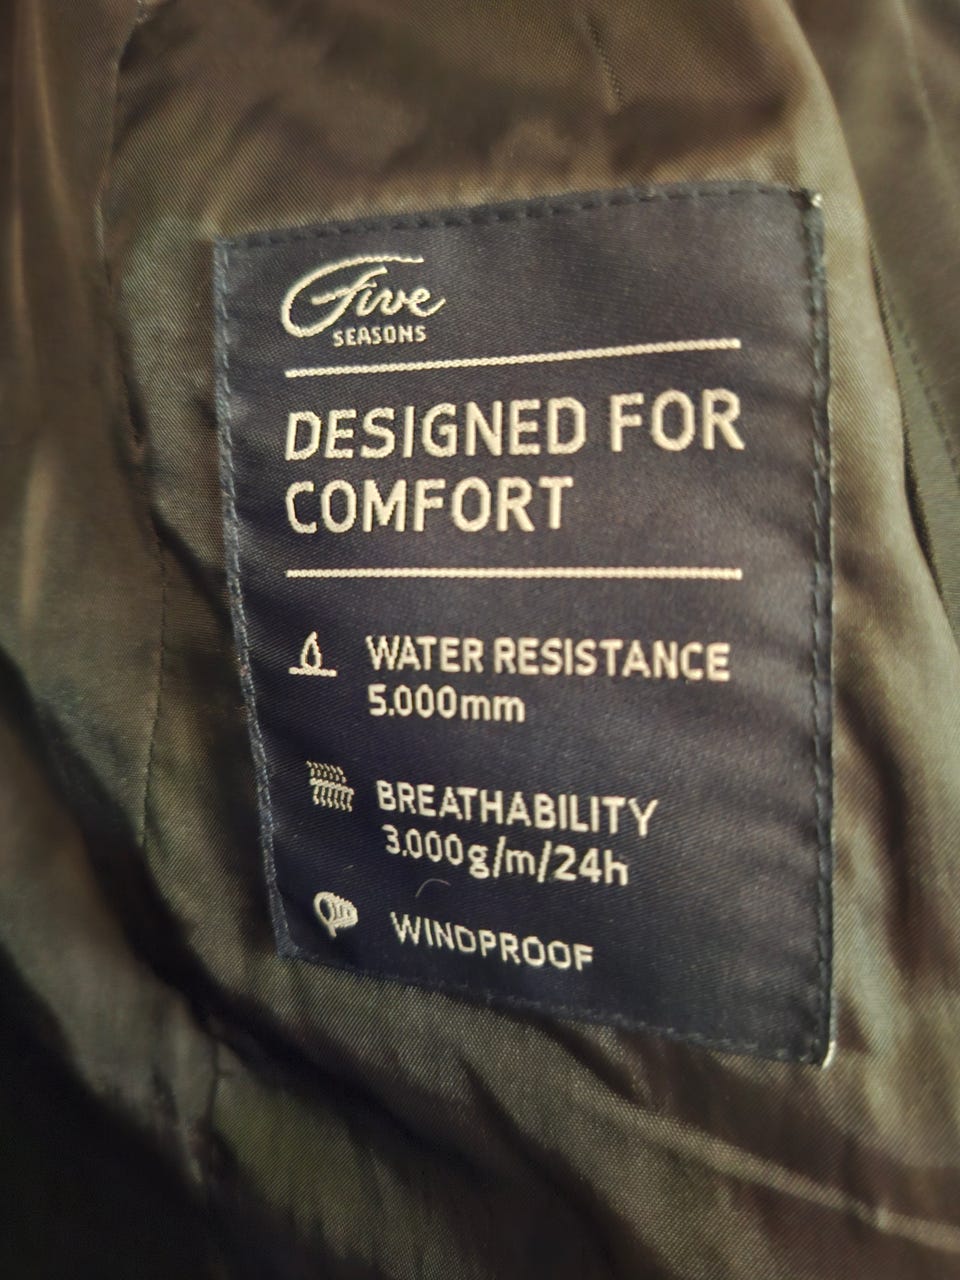 Five
SEASONS
DESIGNED FOR
COMFORT
WATER RESISTANCE
5.000mm
BREATHABILITY
3.000g/m/24h
WINDPROOF